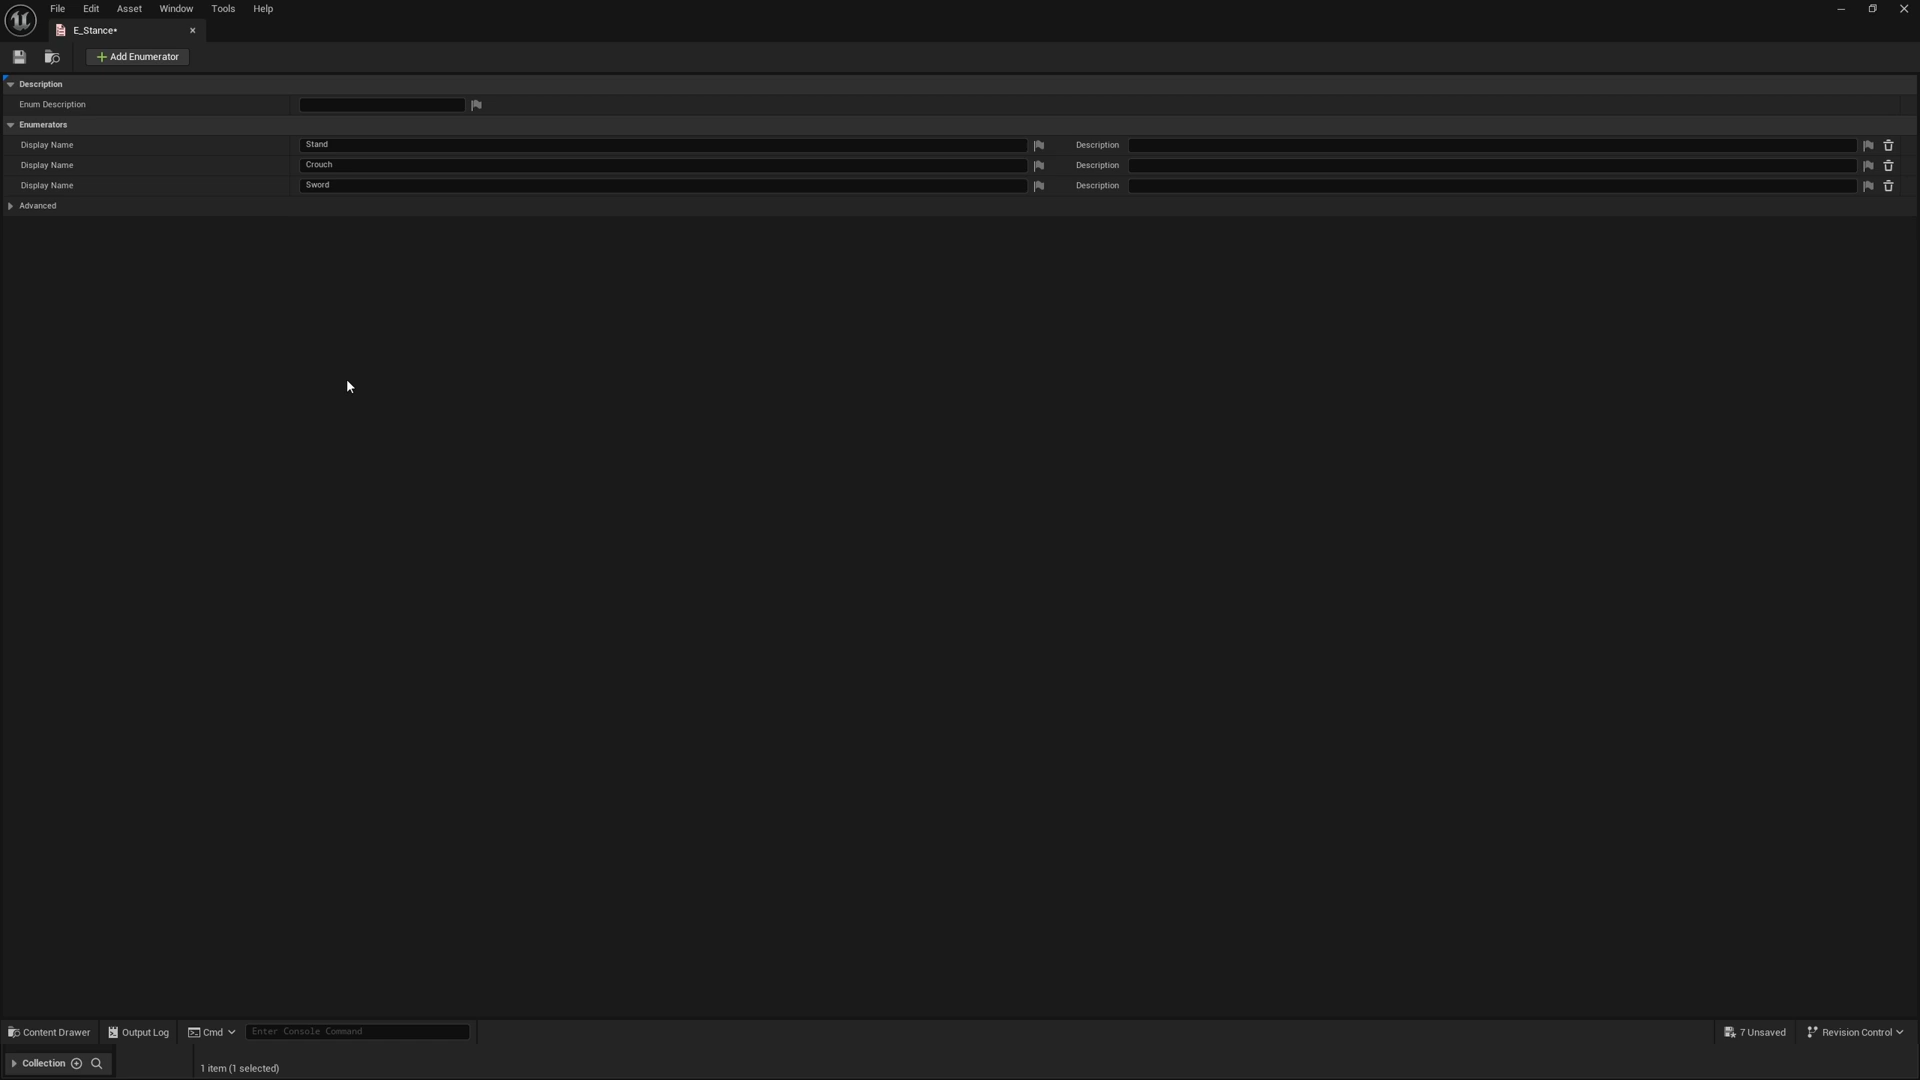 File Edit Asset Window Tools Help
E_Stance•
Add Enumerator
Description
Enum Description
Enumerators
Display Name Stand Description
Display Name Crouch Description
Display Name Sword Description
Advanced
Content Drawer Output Log Cmd Enter Console Command 7 Unsaved Revision Control
Collection 1 item (1 selected)